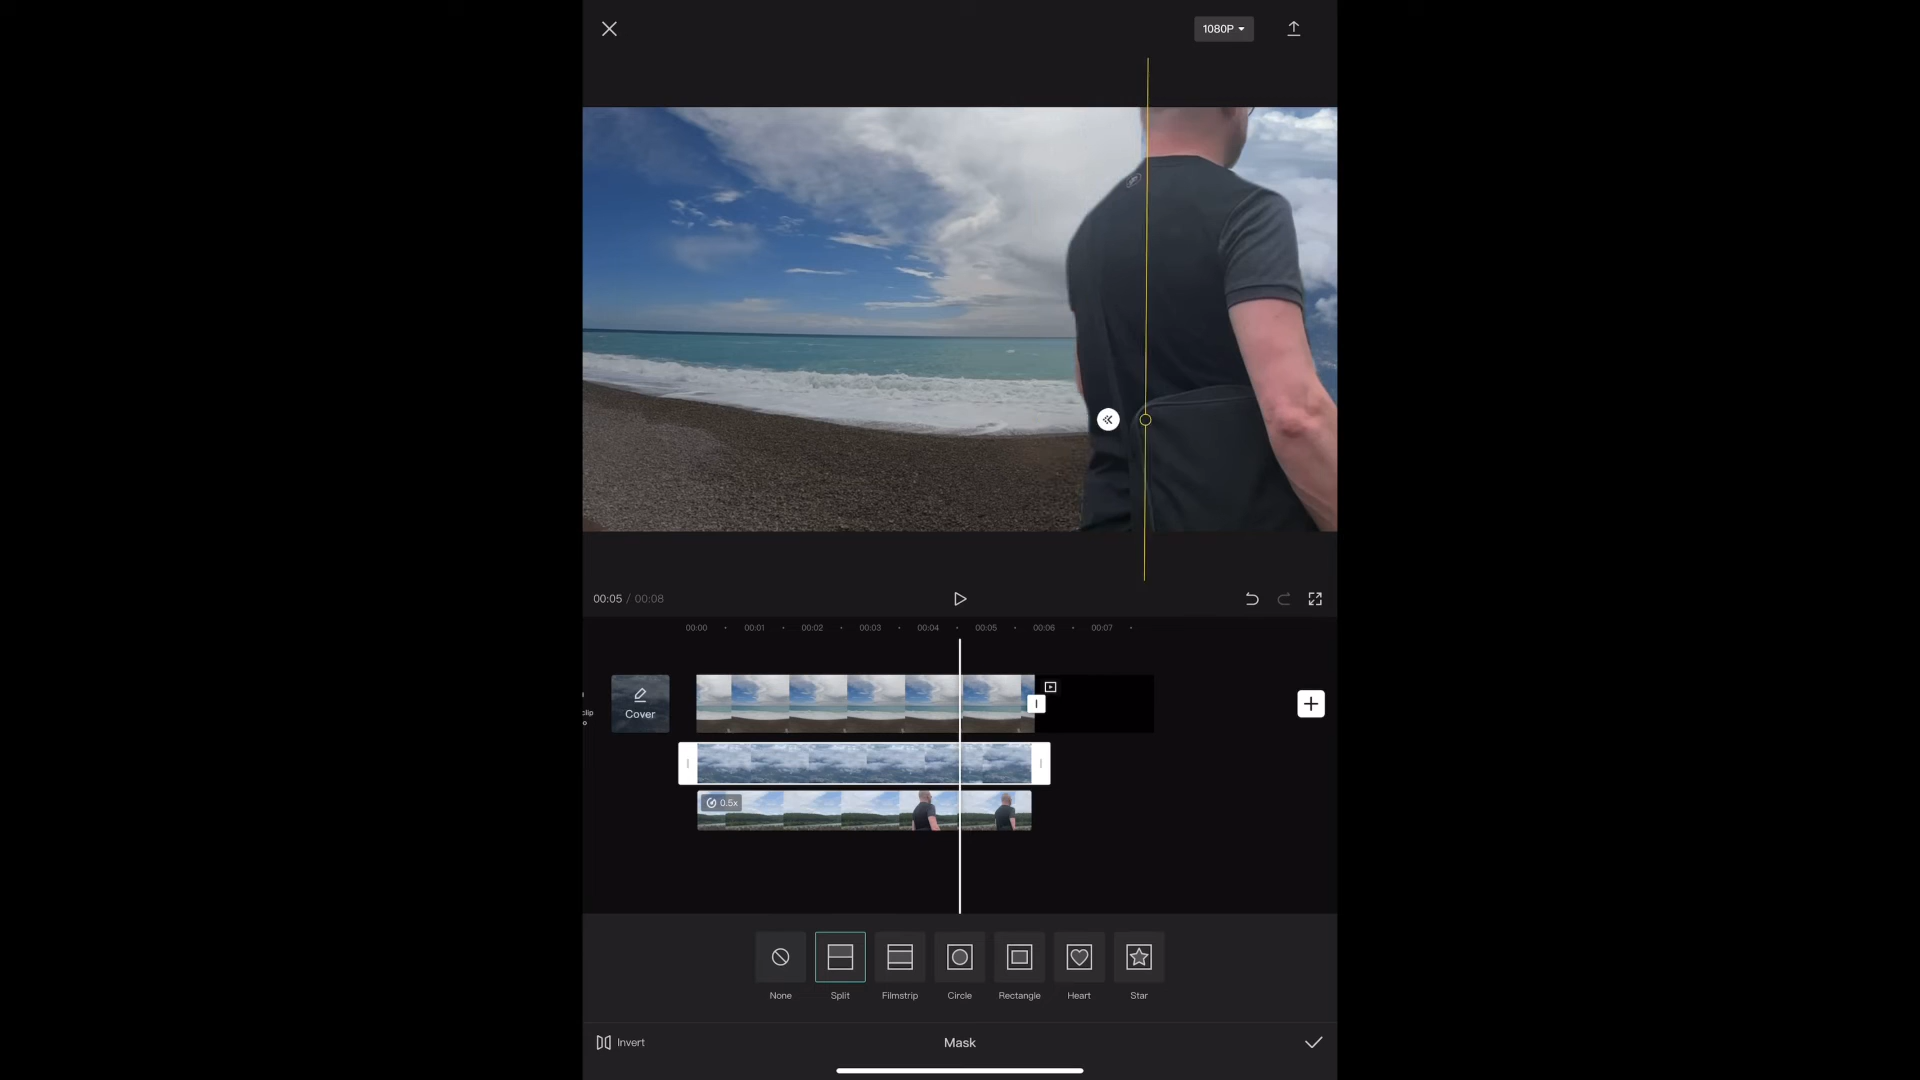 1080P
00:05 / 00:08
00:00 00:01 00:02 00:03 00:04 00:05 00:06 00:07
clip
Cover
0.5x
None Split Filmstrip Circle Rectangle Heart Star
Invert Mask